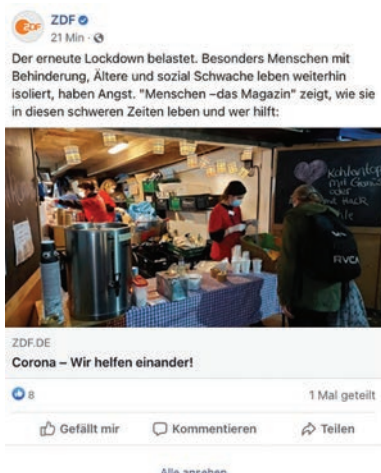 ZDF
ZDF
21 Min ·
Der erneute Lockdown belastet. Besonders Menschen mit
Behinderung, Ältere und sozial Schwache leben weiterhin
isoliert, haben Angst. "Menschen –das Magazin" zeigt, wie sie
in diesen schweren Zeiten leben und wer hilft:
mit
oder
RVCA
ZDF.DE
Corona – Wir helfen einander!
8
1 Mal geteilt
Gefällt mir
Kommentieren
Teilen
Alle ansehen